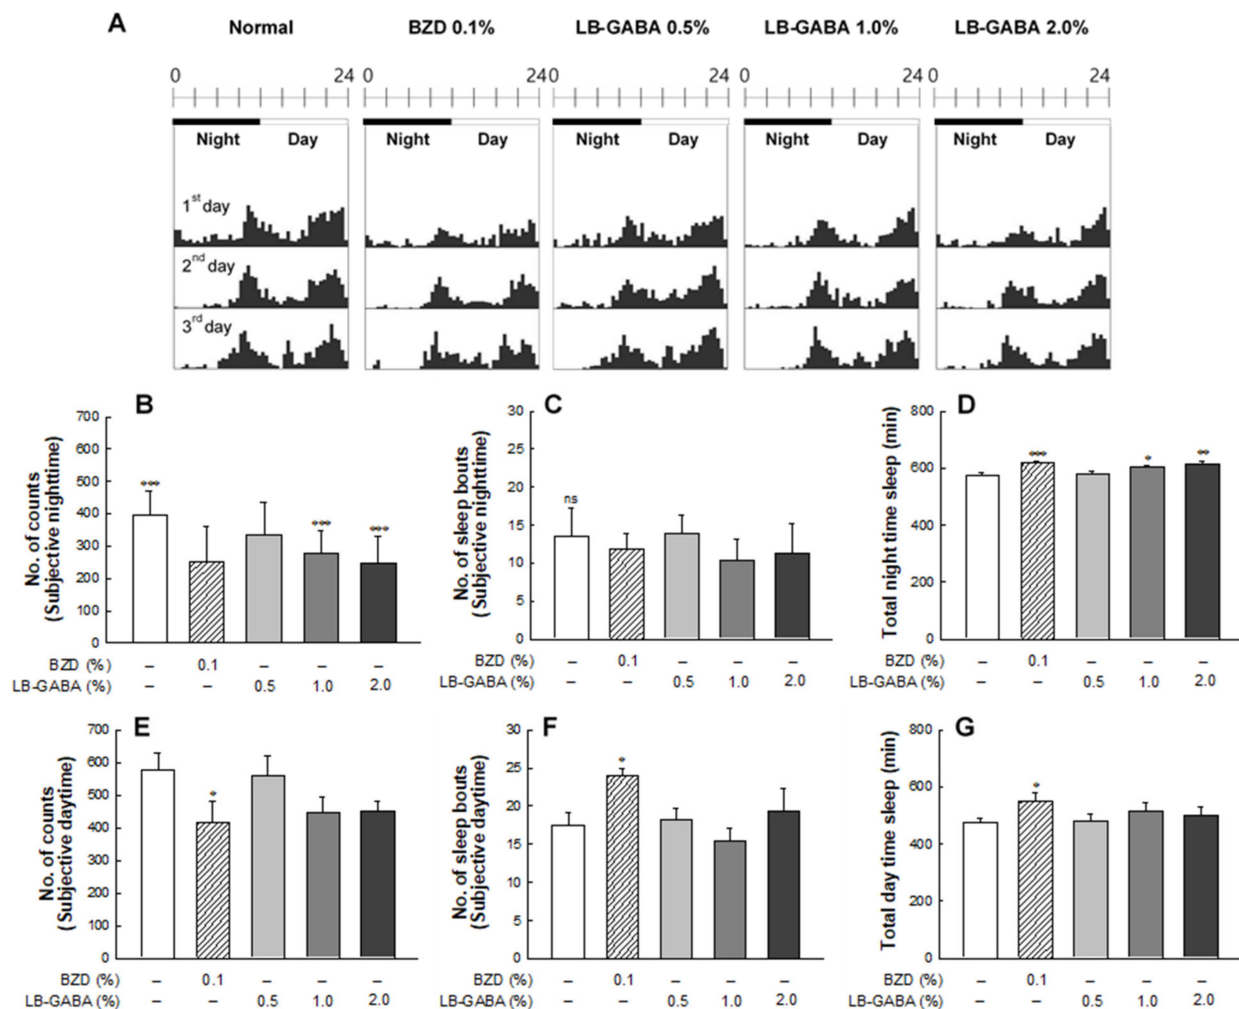 A
Normal BZD 0.1% LB-GABA 0.5% LB-GABA 1.0% LB-GABA 2.0%
0 24 0 24 0 24 0 24 0 24
Night Day Night Day Night Day Night Day Night Day
1st day
2nd day
3rd day
B
No. of counts
(Subjective nighttime)
700
600
500
400
300
200
100
0
*** *** ***
BZD (%) – 0.1 – – –
LB-GABA (%) – – 0.5 1.0 2.0
C
No. of sleep bouts
(Subjective nighttime)
30
25
20
15
10
5
0
ns
BZD (%) – 0.1 – – –
LB-GABA (%) – – 0.5 1.0 2.0
D
Total night time sleep (min)
800
600
400
200
0
*** * **
BZD (%) – 0.1 – – –
LB-GABA (%) – – 0.5 1.0 2.0
E
No. of counts
(Subjective daytime)
700
600
500
400
300
200
100
0
*
BZD (%) – 0.1 – – –
LB-GABA (%) – – 0.5 1.0 2.0
F
No. of sleep bouts
(Subjective daytime)
30
25
20
15
10
5
0
*
BZD (%) – 0.1 – – –
LB-GABA (%) – – 0.5 1.0 2.0
G
Total day time sleep (min)
800
600
400
200
0
*
BZD (%) – 0.1 – – –
LB-GABA (%) – – 0.5 1.0 2.0